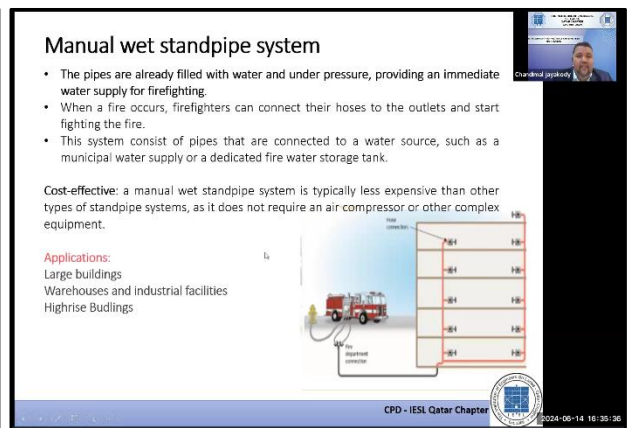 Manual wet standpipe system
• The pipes are already filled with water and under pressure, providing an immediate
water supply for firefighting.
• When a fire occurs, firefighters can connect their hoses to the outlets and start
fighting the fire.
• This system consist of pipes that are connected to a water source, such as a
municipal water supply or a dedicated fire water storage tank.
Cost-effective: a manual wet standpipe system is typically less expensive than other
types of standpipe systems, as it does not require an air compressor or other complex
equipment.
Applications:
Large buildings
Warehouses and industrial facilities
Highrise Budlings
Hose
connection
Fire
department
connection
CPD - IESL Qatar Chapter
Chandimal jayakody
2024-06-14 16:35:36